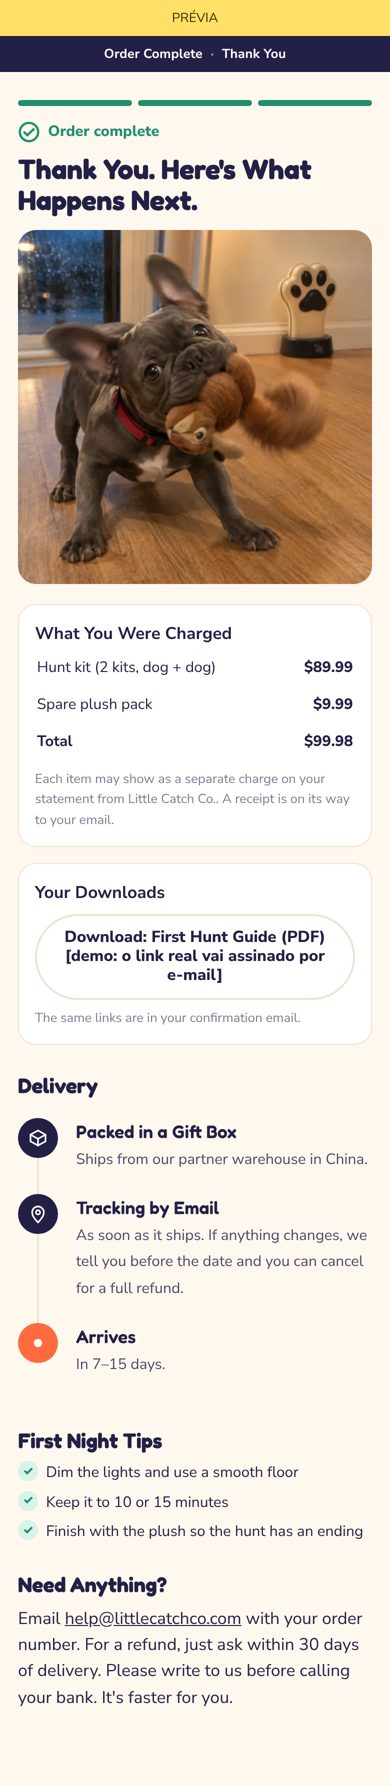 PRÉVIA
Order Complete · Thank You
Order complete
Thank You. Here's What
Happens Next.
What You Were Charged
Hunt kit (2 kits, dog + dog) $89.99
Spare plush pack $9.99
Total $99.98
Each item may show as a separate charge on your
statement from Little Catch Co.. A receipt is on its way
to your email.
Your Downloads
Download: First Hunt Guide (PDF)
[demo: o link real vai assinado por
e-mail]
The same links are in your confirmation email.
Delivery
Packed in a Gift Box
Ships from our partner warehouse in China.
Tracking by Email
As soon as it ships. If anything changes, we
tell you before the date and you can cancel
for a full refund.
Arrives
In 7–15 days.
First Night Tips
Dim the lights and use a smooth floor
Keep it to 10 or 15 minutes
Finish with the plush so the hunt has an ending
Need Anything?
Email help@littlecatchco.com with your order
number. For a refund, just ask within 30 days
of delivery. Please write to us before calling
your bank. It's faster for you.